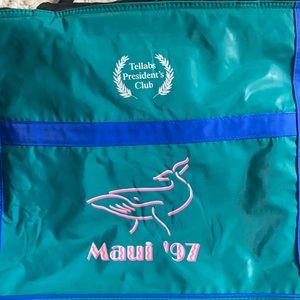 Tellabs
President's
Club
Maui '97